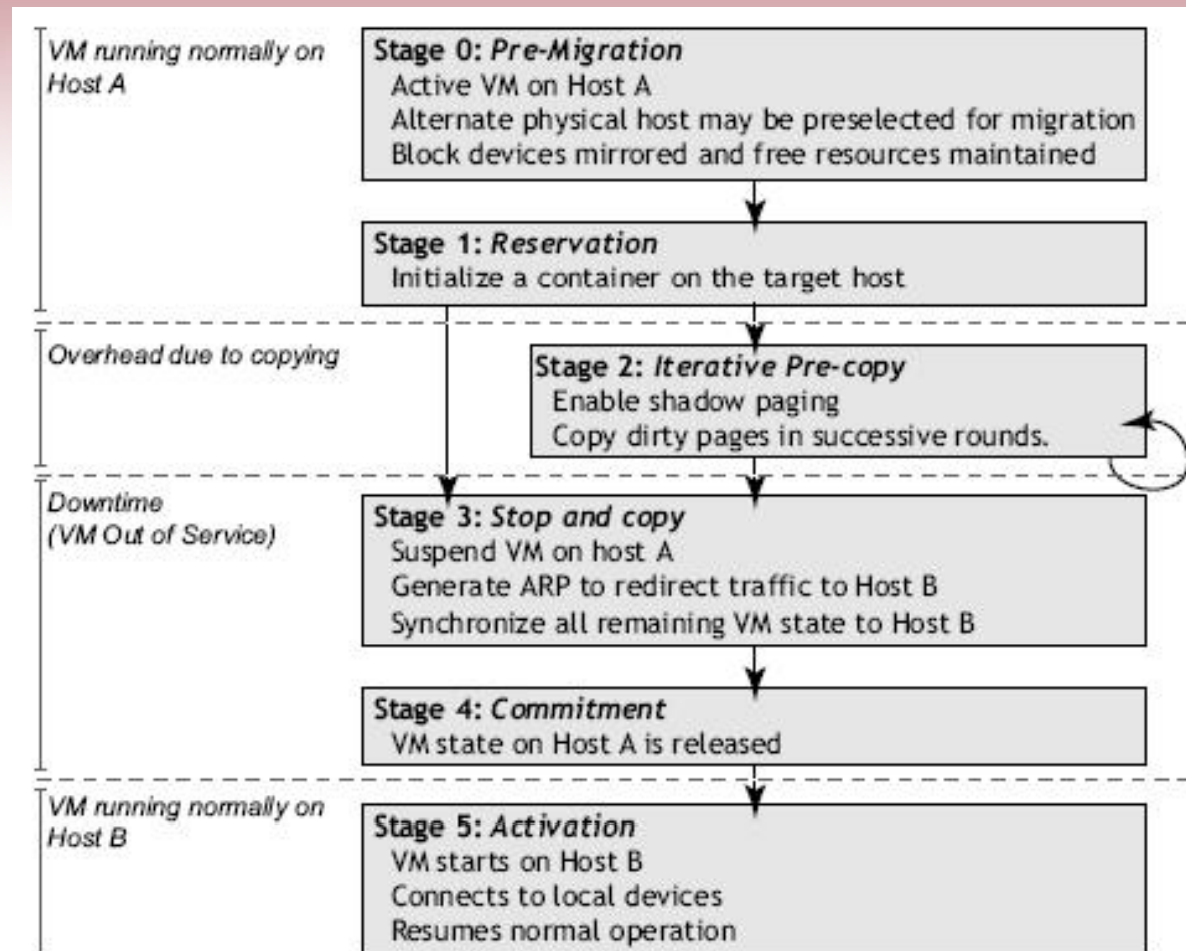 VM running normally on
Host A
Stage 0: Pre-Migration
Active VM on Host A
Alternate physical host may be preselected for migration
Block devices mirrored and free resources maintained
Stage 1: Reservation
Initialize a container on the target host
Overhead due to copying
Stage 2: Iterative Pre-copy
Enable shadow paging
Copy dirty pages in successive rounds.
Downtime
(VM Out of Service)
Stage 3: Stop and copy
Suspend VM on host A
Generate ARP to redirect traffic to Host B
Synchronize all remaining VM state to Host B
Stage 4: Commitment
VM state on Host A is released
VM running normally on
Host B
Stage 5: Activation
VM starts on Host B
Connects to local devices
Resumes normal operation